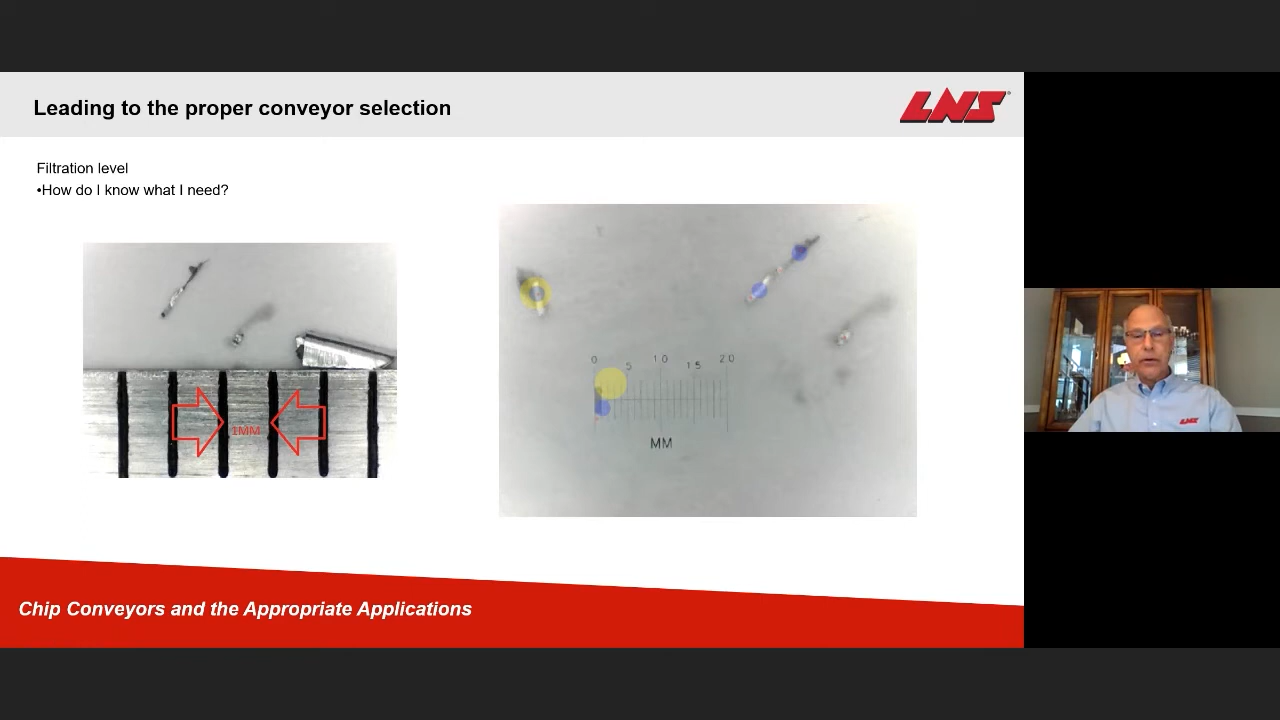 Leading to the proper conveyor selection
LNS
Filtration level
•How do I know what I need?
1MM
0 5 10 15 20
MM
LNS
Chip Conveyors and the Appropriate Applications